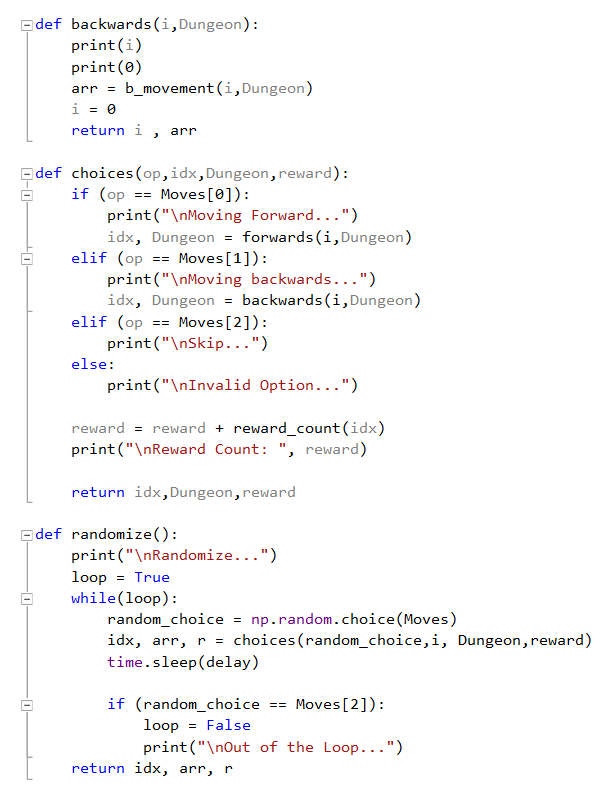 def backwards(i,Dungeon):
    print(i)
    print(0)
    arr = b_movement(i,Dungeon)
    i = 0
    return i , arr

def choices(op,idx,Dungeon,reward):
    if (op == Moves[0]):
        print("\nMoving Forward...")
        idx, Dungeon = forwards(i,Dungeon)
    elif (op == Moves[1]):
        print("\nMoving backwards...")
        idx, Dungeon = backwards(i,Dungeon)
    elif (op == Moves[2]):
        print("\nSkip...")
    else:
        print("\nInvalid Option...")

    reward = reward + reward_count(idx)
    print("\nReward Count: ", reward)

    return idx,Dungeon,reward

def randomize():
    print("\nRandomize...")
    loop = True
    while(loop):
        random_choice = np.random.choice(Moves)
        idx, arr, r = choices(random_choice,i, Dungeon,reward)
        time.sleep(delay)

        if (random_choice == Moves[2]):
            loop = False
            print("\nOut of the Loop...")
    return idx, arr, r